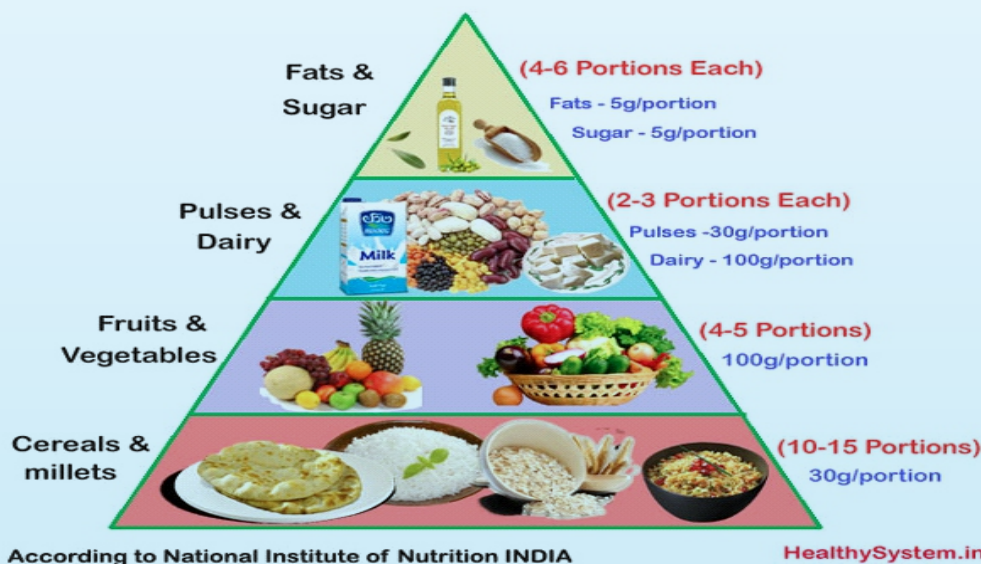 Fats &
Sugar
(4-6 Portions Each)
Fats - 5g/portion
Sugar - 5g/portion
Pulses &
Dairy
(2-3 Portions Each)
Pulses -30g/portion
Dairy - 100g/portion
Milk
Fruits &
Vegetables
(4-5 Portions)
100g/portion
Cereals &
millets
(10-15 Portions)
30g/portion
According to National Institute of Nutrition INDIA
HealthySystem.in